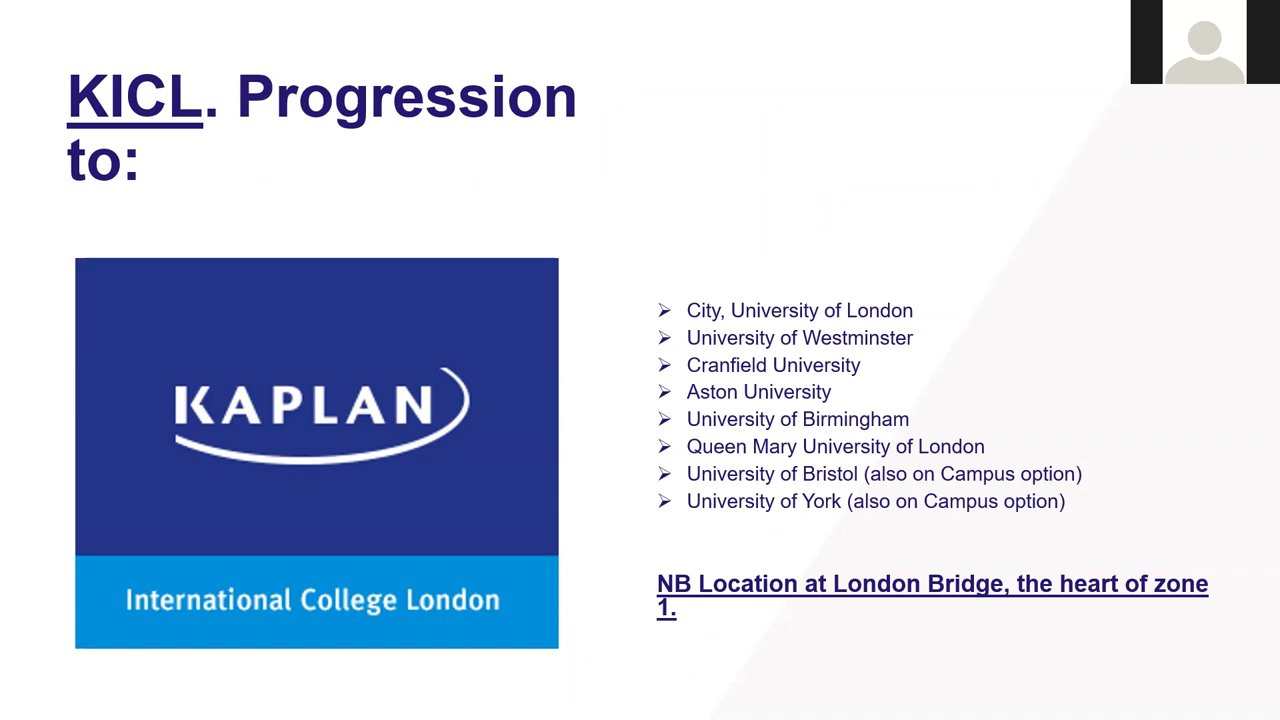 KICL. Progression
to:
KAPLAN
International College London
➢ City, University of London
➢ University of Westminster
➢ Cranfield University
➢ Aston University
➢ University of Birmingham
➢ Queen Mary University of London
➢ University of Bristol (also on Campus option)
➢ University of York (also on Campus option)
NB Location at London Bridge, the heart of zone
1.